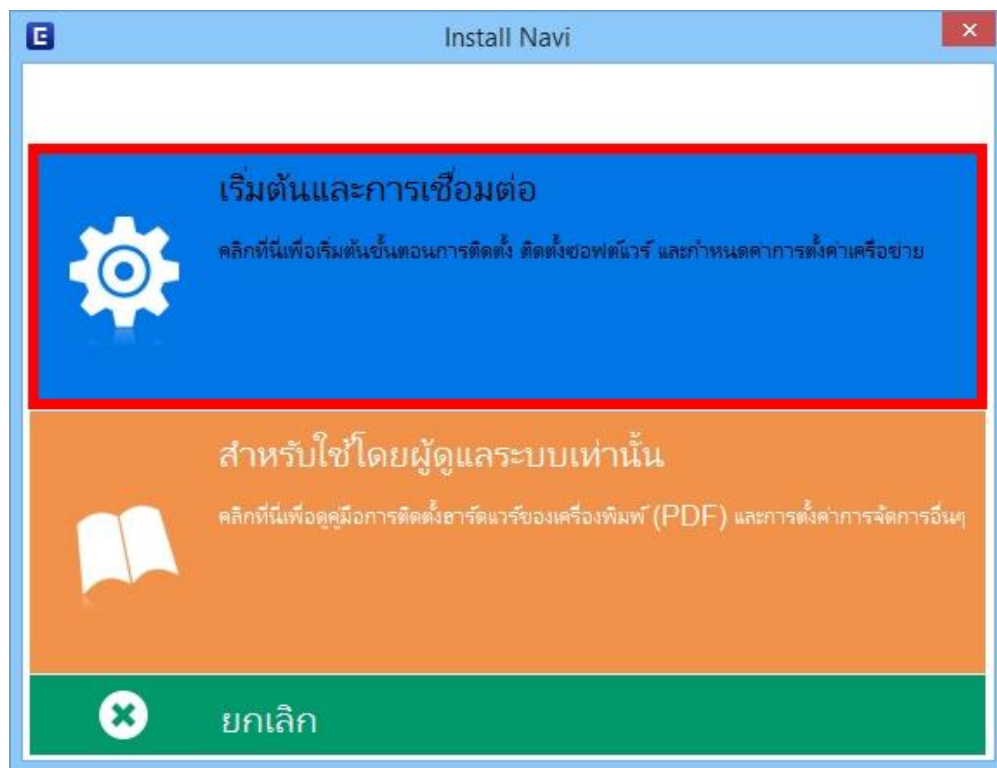 Install Navi
เริ่มต้นและการเชื่อมต่อ
คลิกที่นี่เพื่อเริ่มต้นขั้นตอนการติดตั้ง ติดตั้งซอฟต์แวร์ และกำหนดค่าการตั้งค่าเครือข่าย
สำหรับใช้โดยผู้ดูแลระบบเท่านั้น
คลิกที่นี่เพื่อดูคู่มือการติดตั้งฮาร์ดแวร์ของเครื่องพิมพ์ (PDF) และการตั้งค่าการจัดการอื่นๆ
ยกเลิก